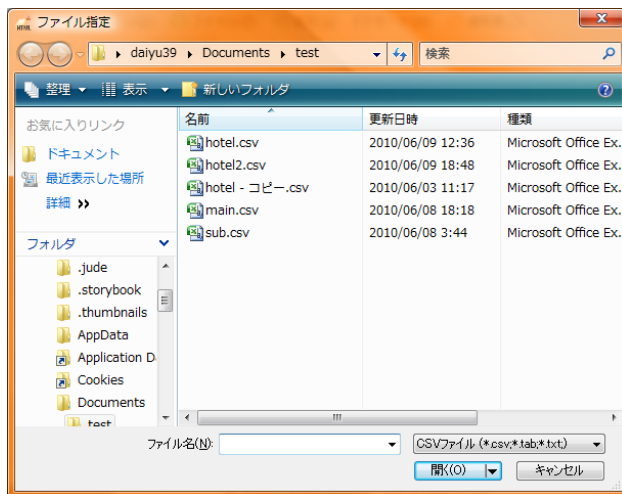 ファイル指定
daiyu39 Documents test 検索
整理 表示 新しいフォルダ
お気に入りリンク
ドキュメント
最近表示した場所
詳細 >>
フォルダ
.jude
.storybook
.thumbnails
AppData
Application D
Cookies
Documents
test
名前 更新日時 種類
hotel.csv 2010/06/09 12:36 Microsoft Office Ex.
hotel2.csv 2010/06/09 18:48 Microsoft Office Ex.
hotel - コピー.csv 2010/06/03 11:17 Microsoft Office Ex.
main.csv 2010/06/08 18:18 Microsoft Office Ex.
sub.csv 2010/06/08 3:44 Microsoft Office Ex.
ファイル名(N): CSVファイル (*.csv;*.tab;*.txt;)
開く(O) キャンセル